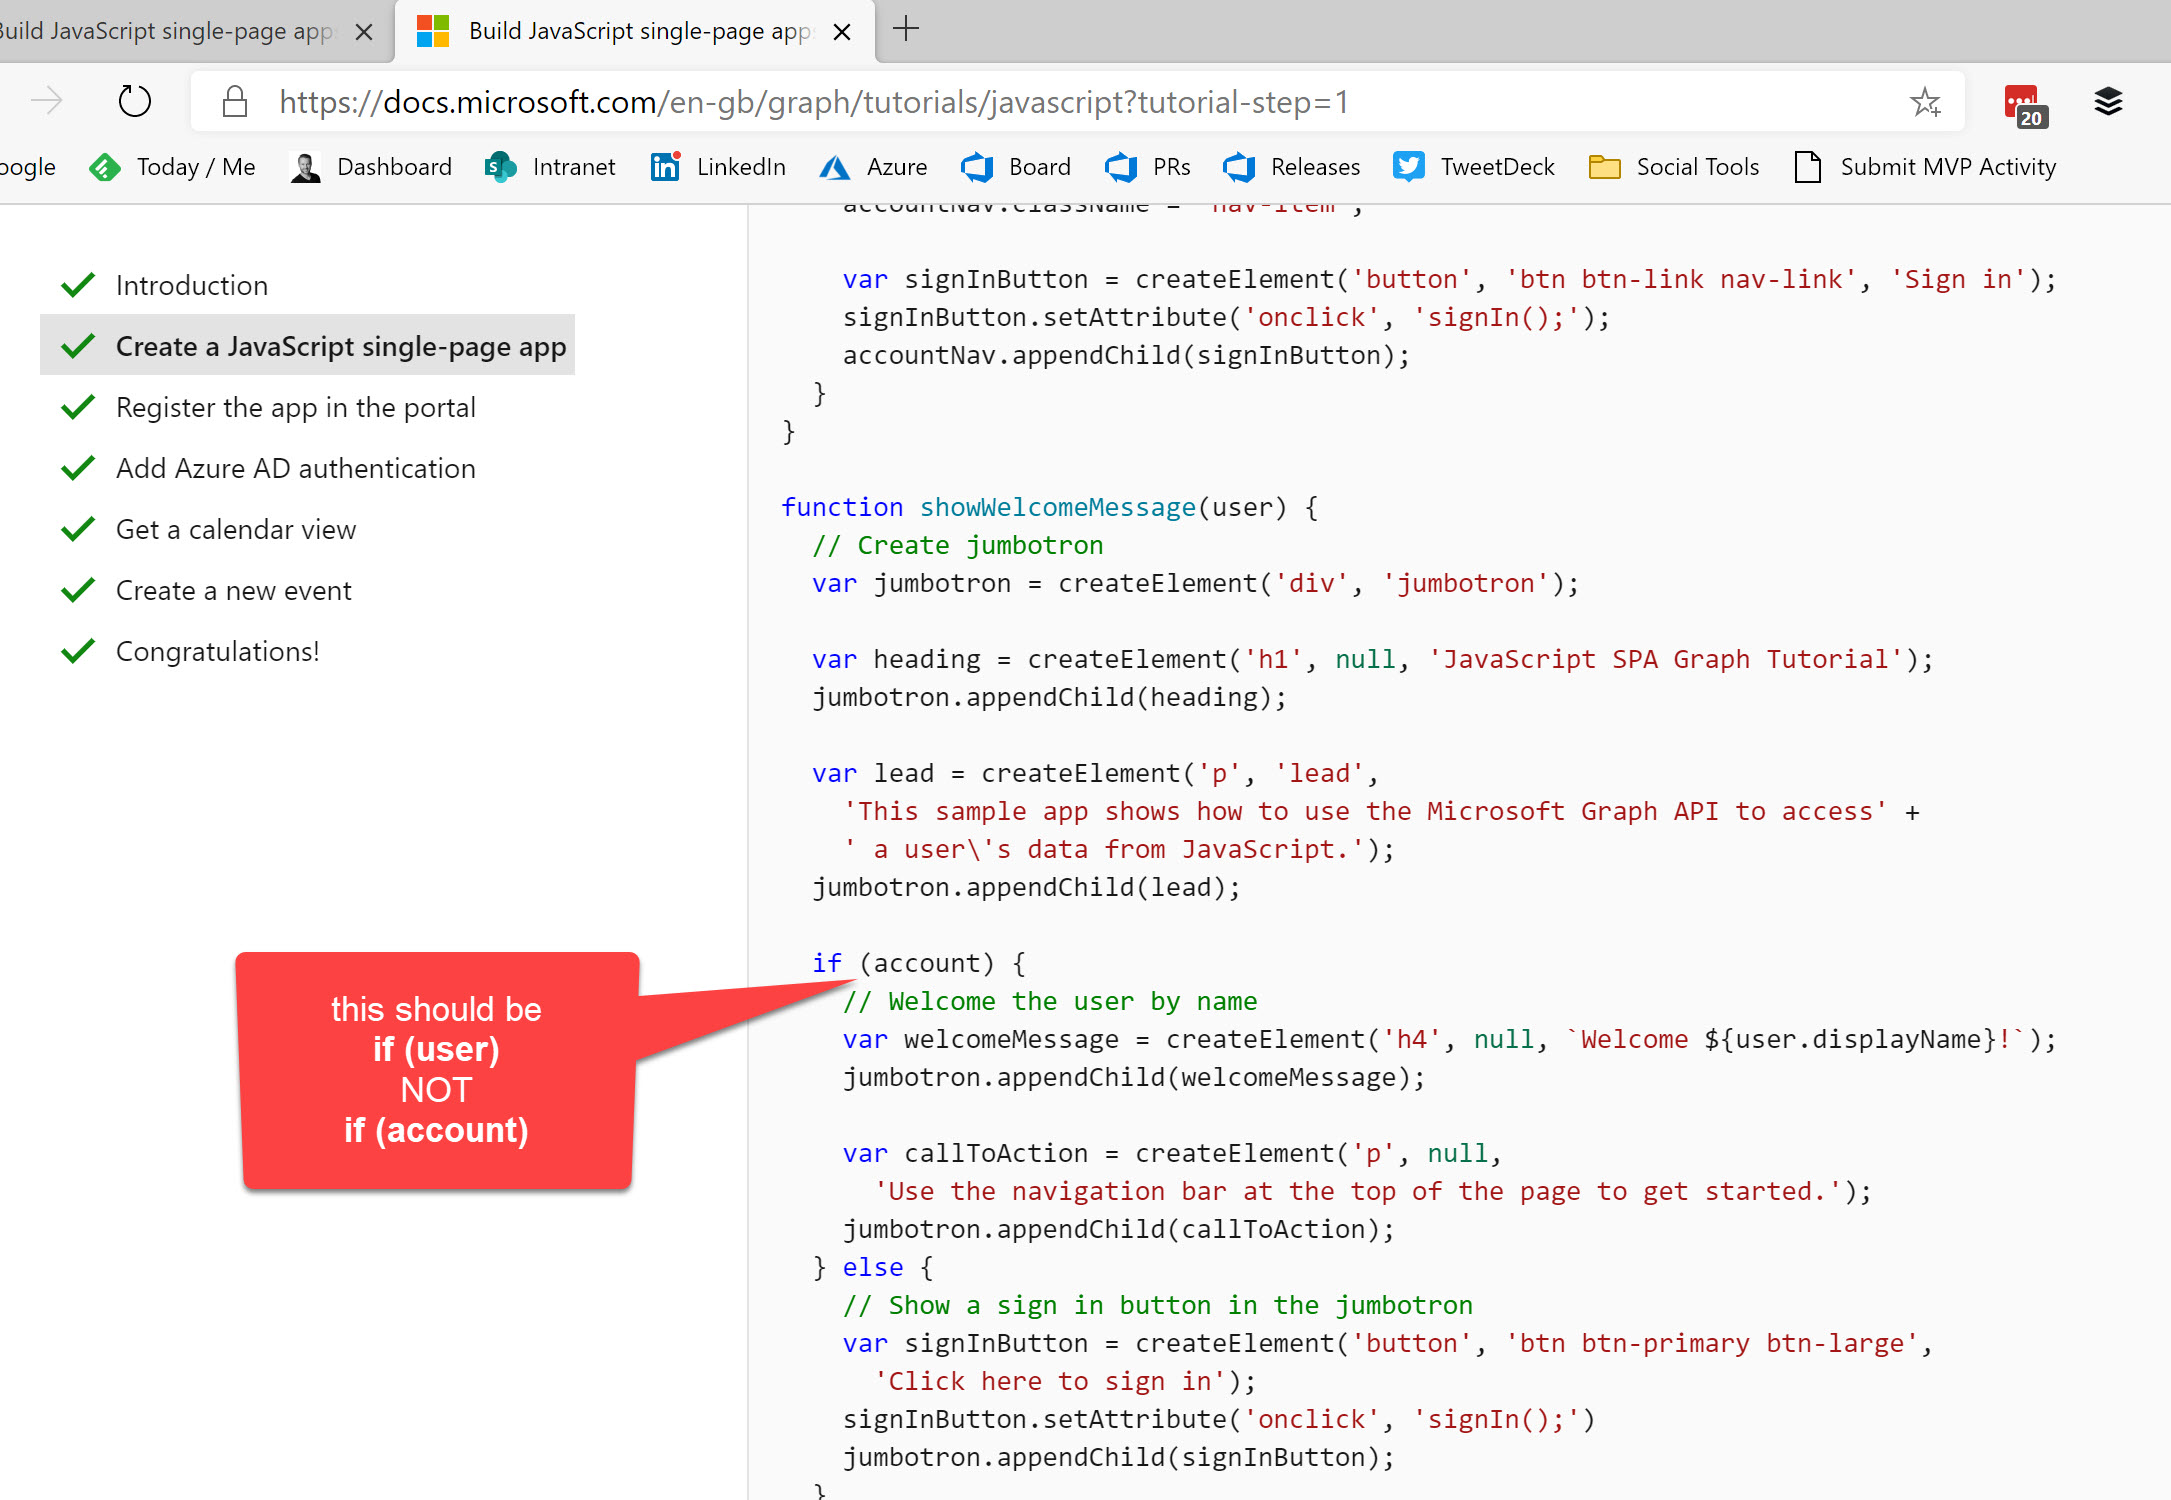 Build JavaScript single-page apps
Build JavaScript single-page apps
https://docs.microsoft.com/en-gb/graph/tutorials/javascript?tutorial-step=1
20
oogle
Today / Me
Dashboard
Intranet
LinkedIn
Azure
Board
PRs
Releases
TweetDeck
Social Tools
Submit MVP Activity
Introduction
Create a JavaScript single-page app
Register the app in the portal
Add Azure AD authentication
Get a calendar view
Create a new event
Congratulations!
accountNav.className = 'nav-item';
var signInButton = createElement('button', 'btn btn-link nav-link', 'Sign in');
signInButton.setAttribute('onclick', 'signIn();');
accountNav.appendChild(signInButton);
}
}
function showWelcomeMessage(user) {
// Create jumbotron
var jumbotron = createElement('div', 'jumbotron');
var heading = createElement('h1', null, 'JavaScript SPA Graph Tutorial');
jumbotron.appendChild(heading);
var lead = createElement('p', 'lead',
'This sample app shows how to use the Microsoft Graph API to access' +
' a user\'s data from JavaScript.');
jumbotron.appendChild(lead);
if (account) {
// Welcome the user by name
var welcomeMessage = createElement('h4', null, `Welcome ${user.displayName}!`);
jumbotron.appendChild(welcomeMessage);
var callToAction = createElement('p', null,
'Use the navigation bar at the top of the page to get started.');
jumbotron.appendChild(callToAction);
} else {
// Show a sign in button in the jumbotron
var signInButton = createElement('button', 'btn btn-primary btn-large',
'Click here to sign in');
signInButton.setAttribute('onclick', 'signIn();')
jumbotron.appendChild(signInButton);
}
this should be
if (user)
NOT
if (account)